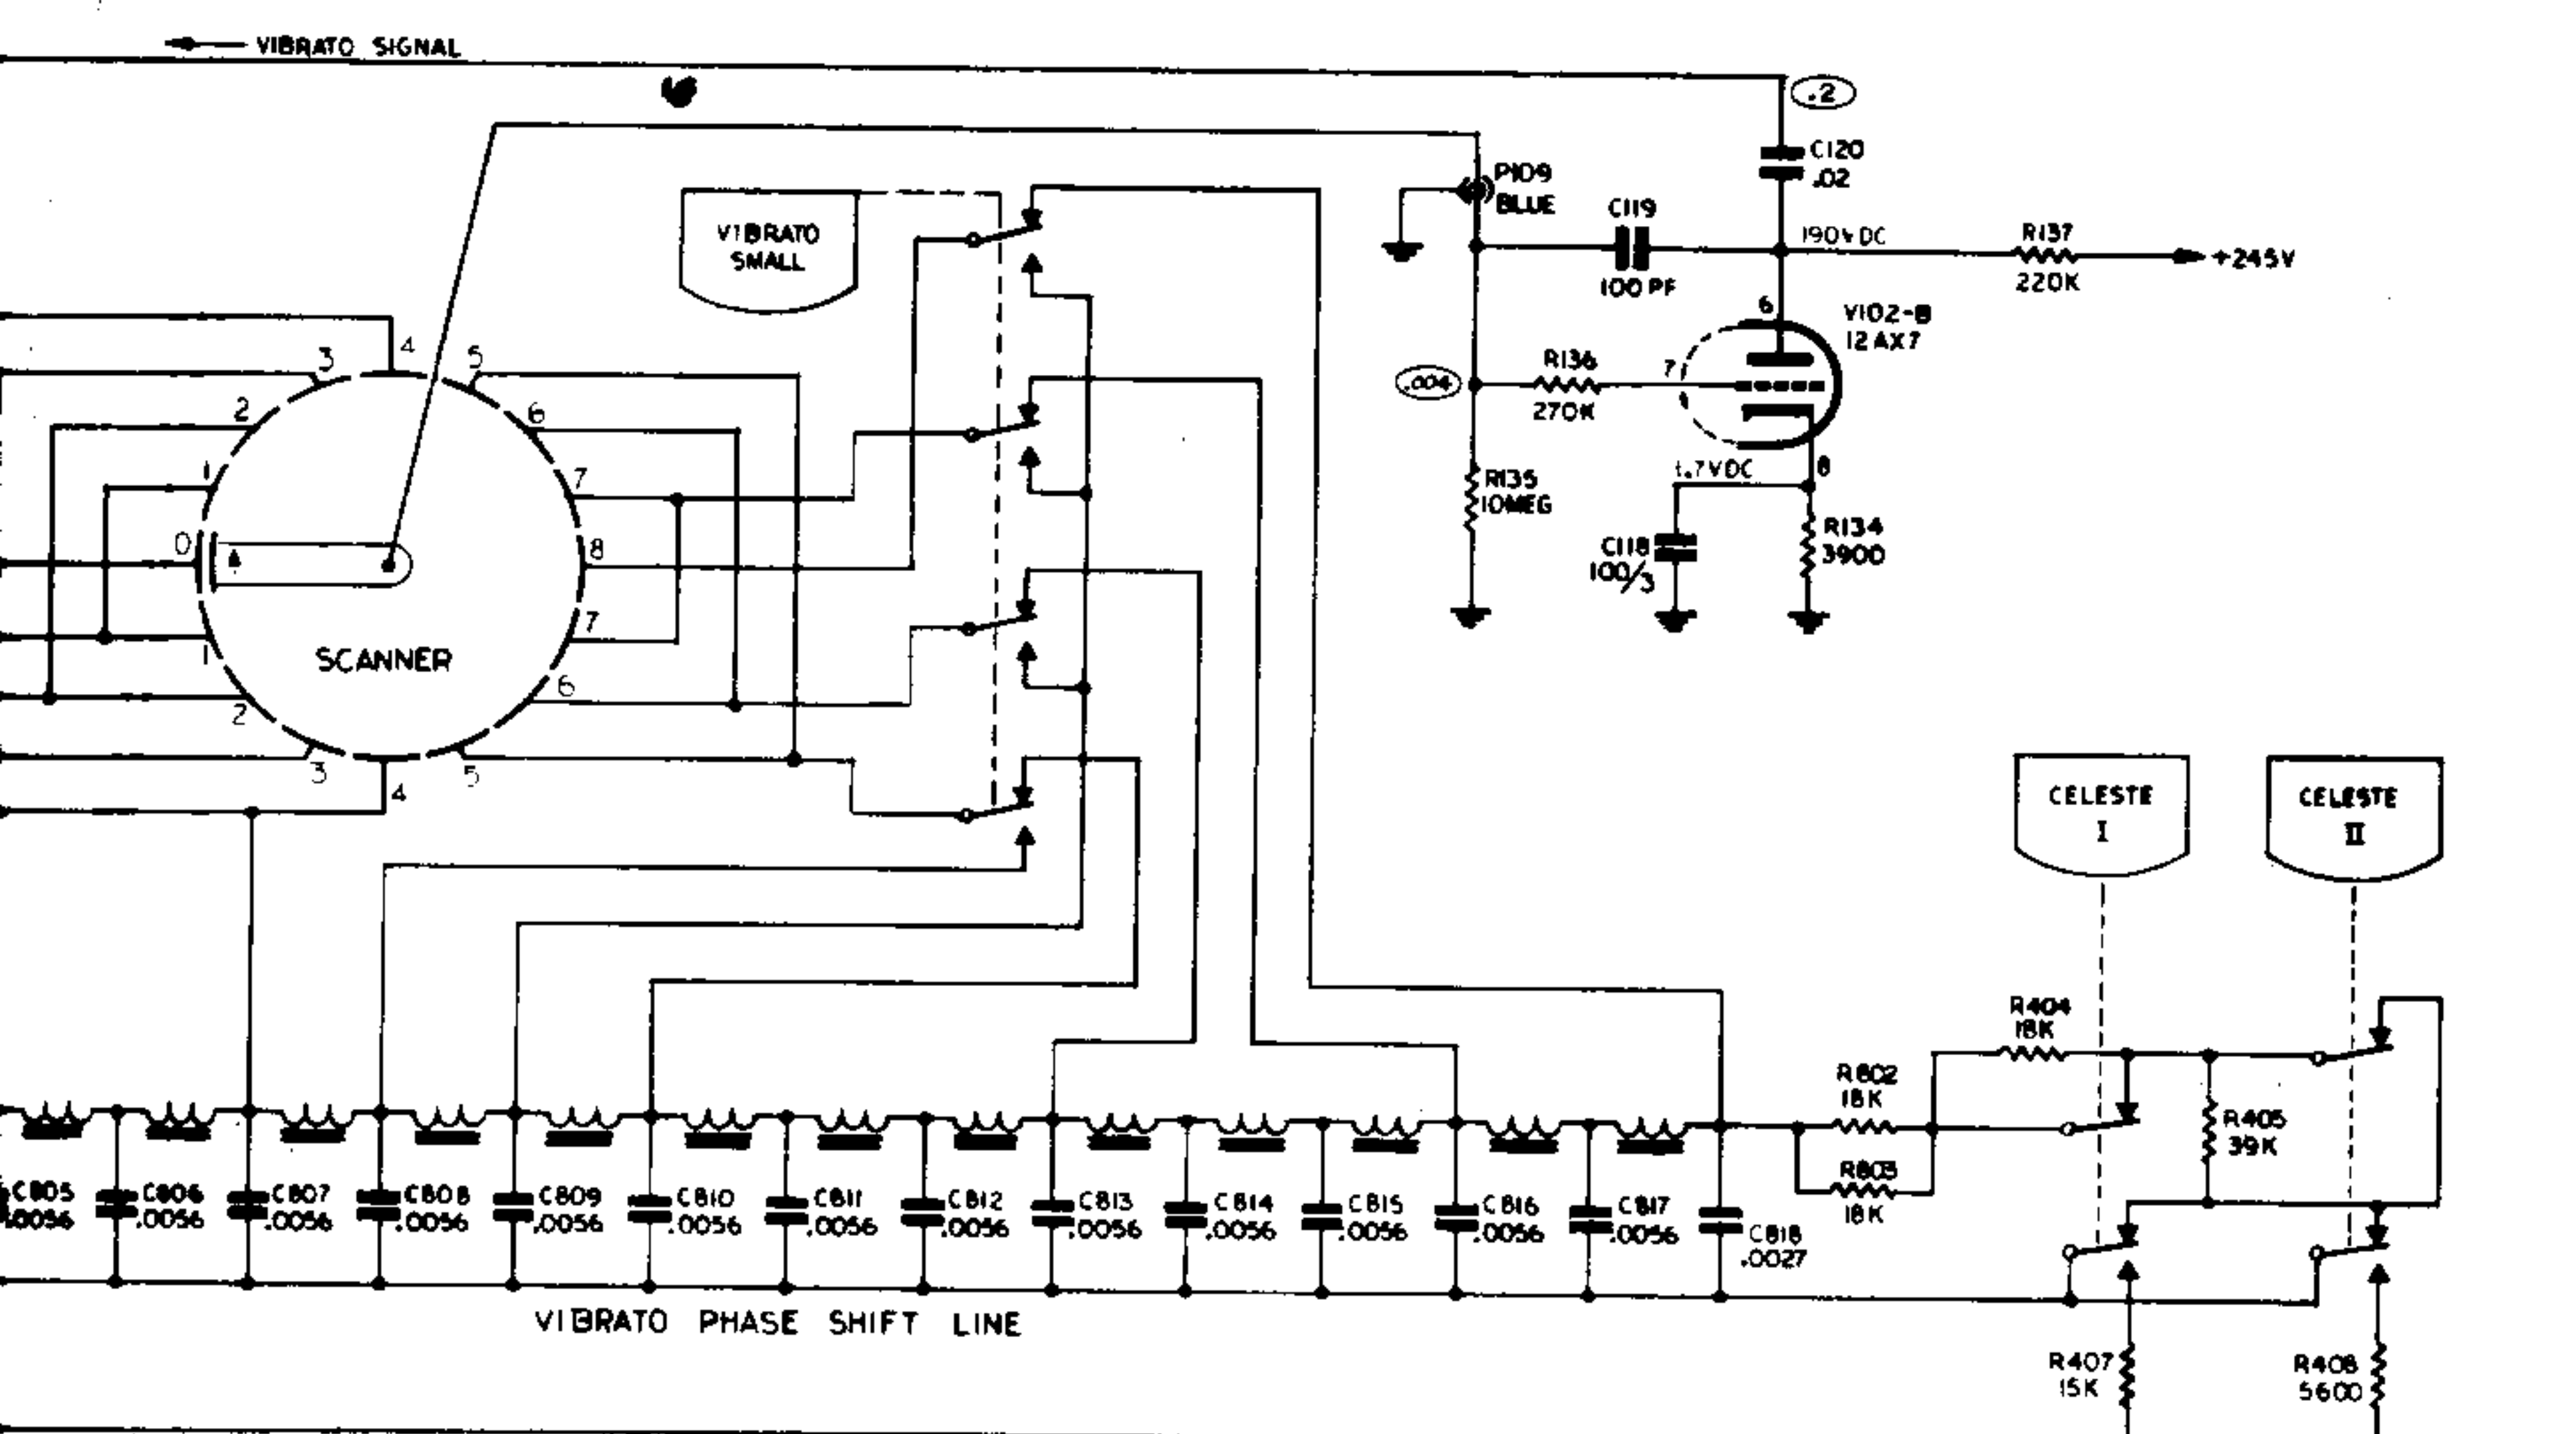 VIBRATO SIGNAL
.2
C120
.02
P109
BLUE
C119
100 PF
190VDC
R137
220K
+245V
VIBRATO
SMALL
6
V102-B
12AX7
R136
270K
7
.004
R135
10MEG
1.7VDC
8
C118
100/3
R134
3900
3
4
5
2
6
1
7
0
8
7
SCANNER
1
6
2
3
4
5
CELESTE
I
CELESTE
II
R404
18K
R802
18K
R803
18K
R405
39K
C805
.0056
C806
.0056
C807
.0056
C808
.0056
C809
.0056
C810
.0056
C811
.0056
C812
.0056
C813
.0056
C814
.0056
C815
.0056
C816
.0056
C817
.0056
C818
.0027
VIBRATO PHASE SHIFT LINE
R407
15K
R408
5600